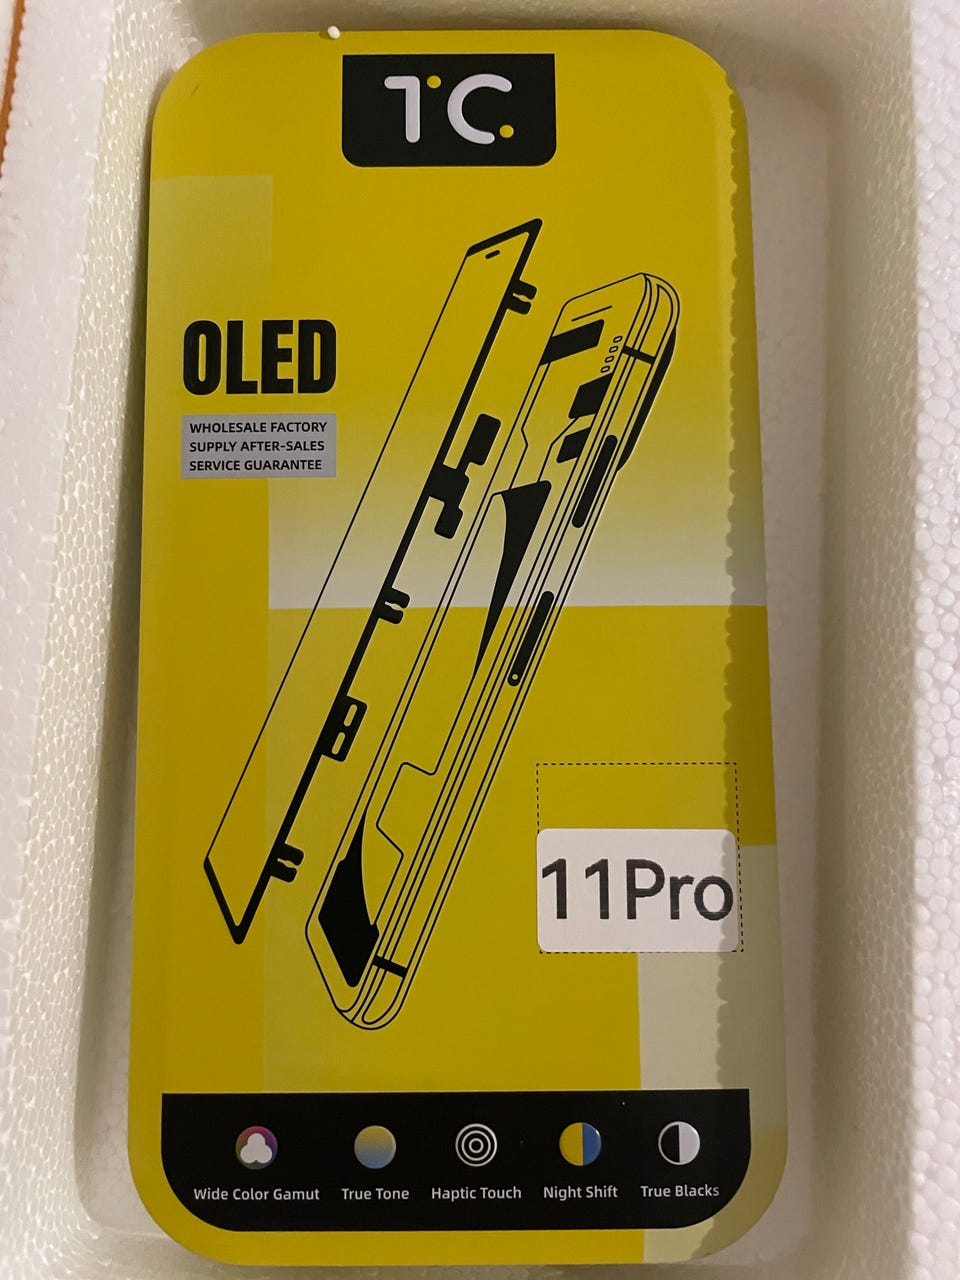 TC
OLED
WHOLESALE FACTORY
SUPPLY AFTER-SALES
SERVICE GUARANTEE
11Pro
Wide Color Gamut
True Tone
Haptic Touch
Night Shift
True Blacks